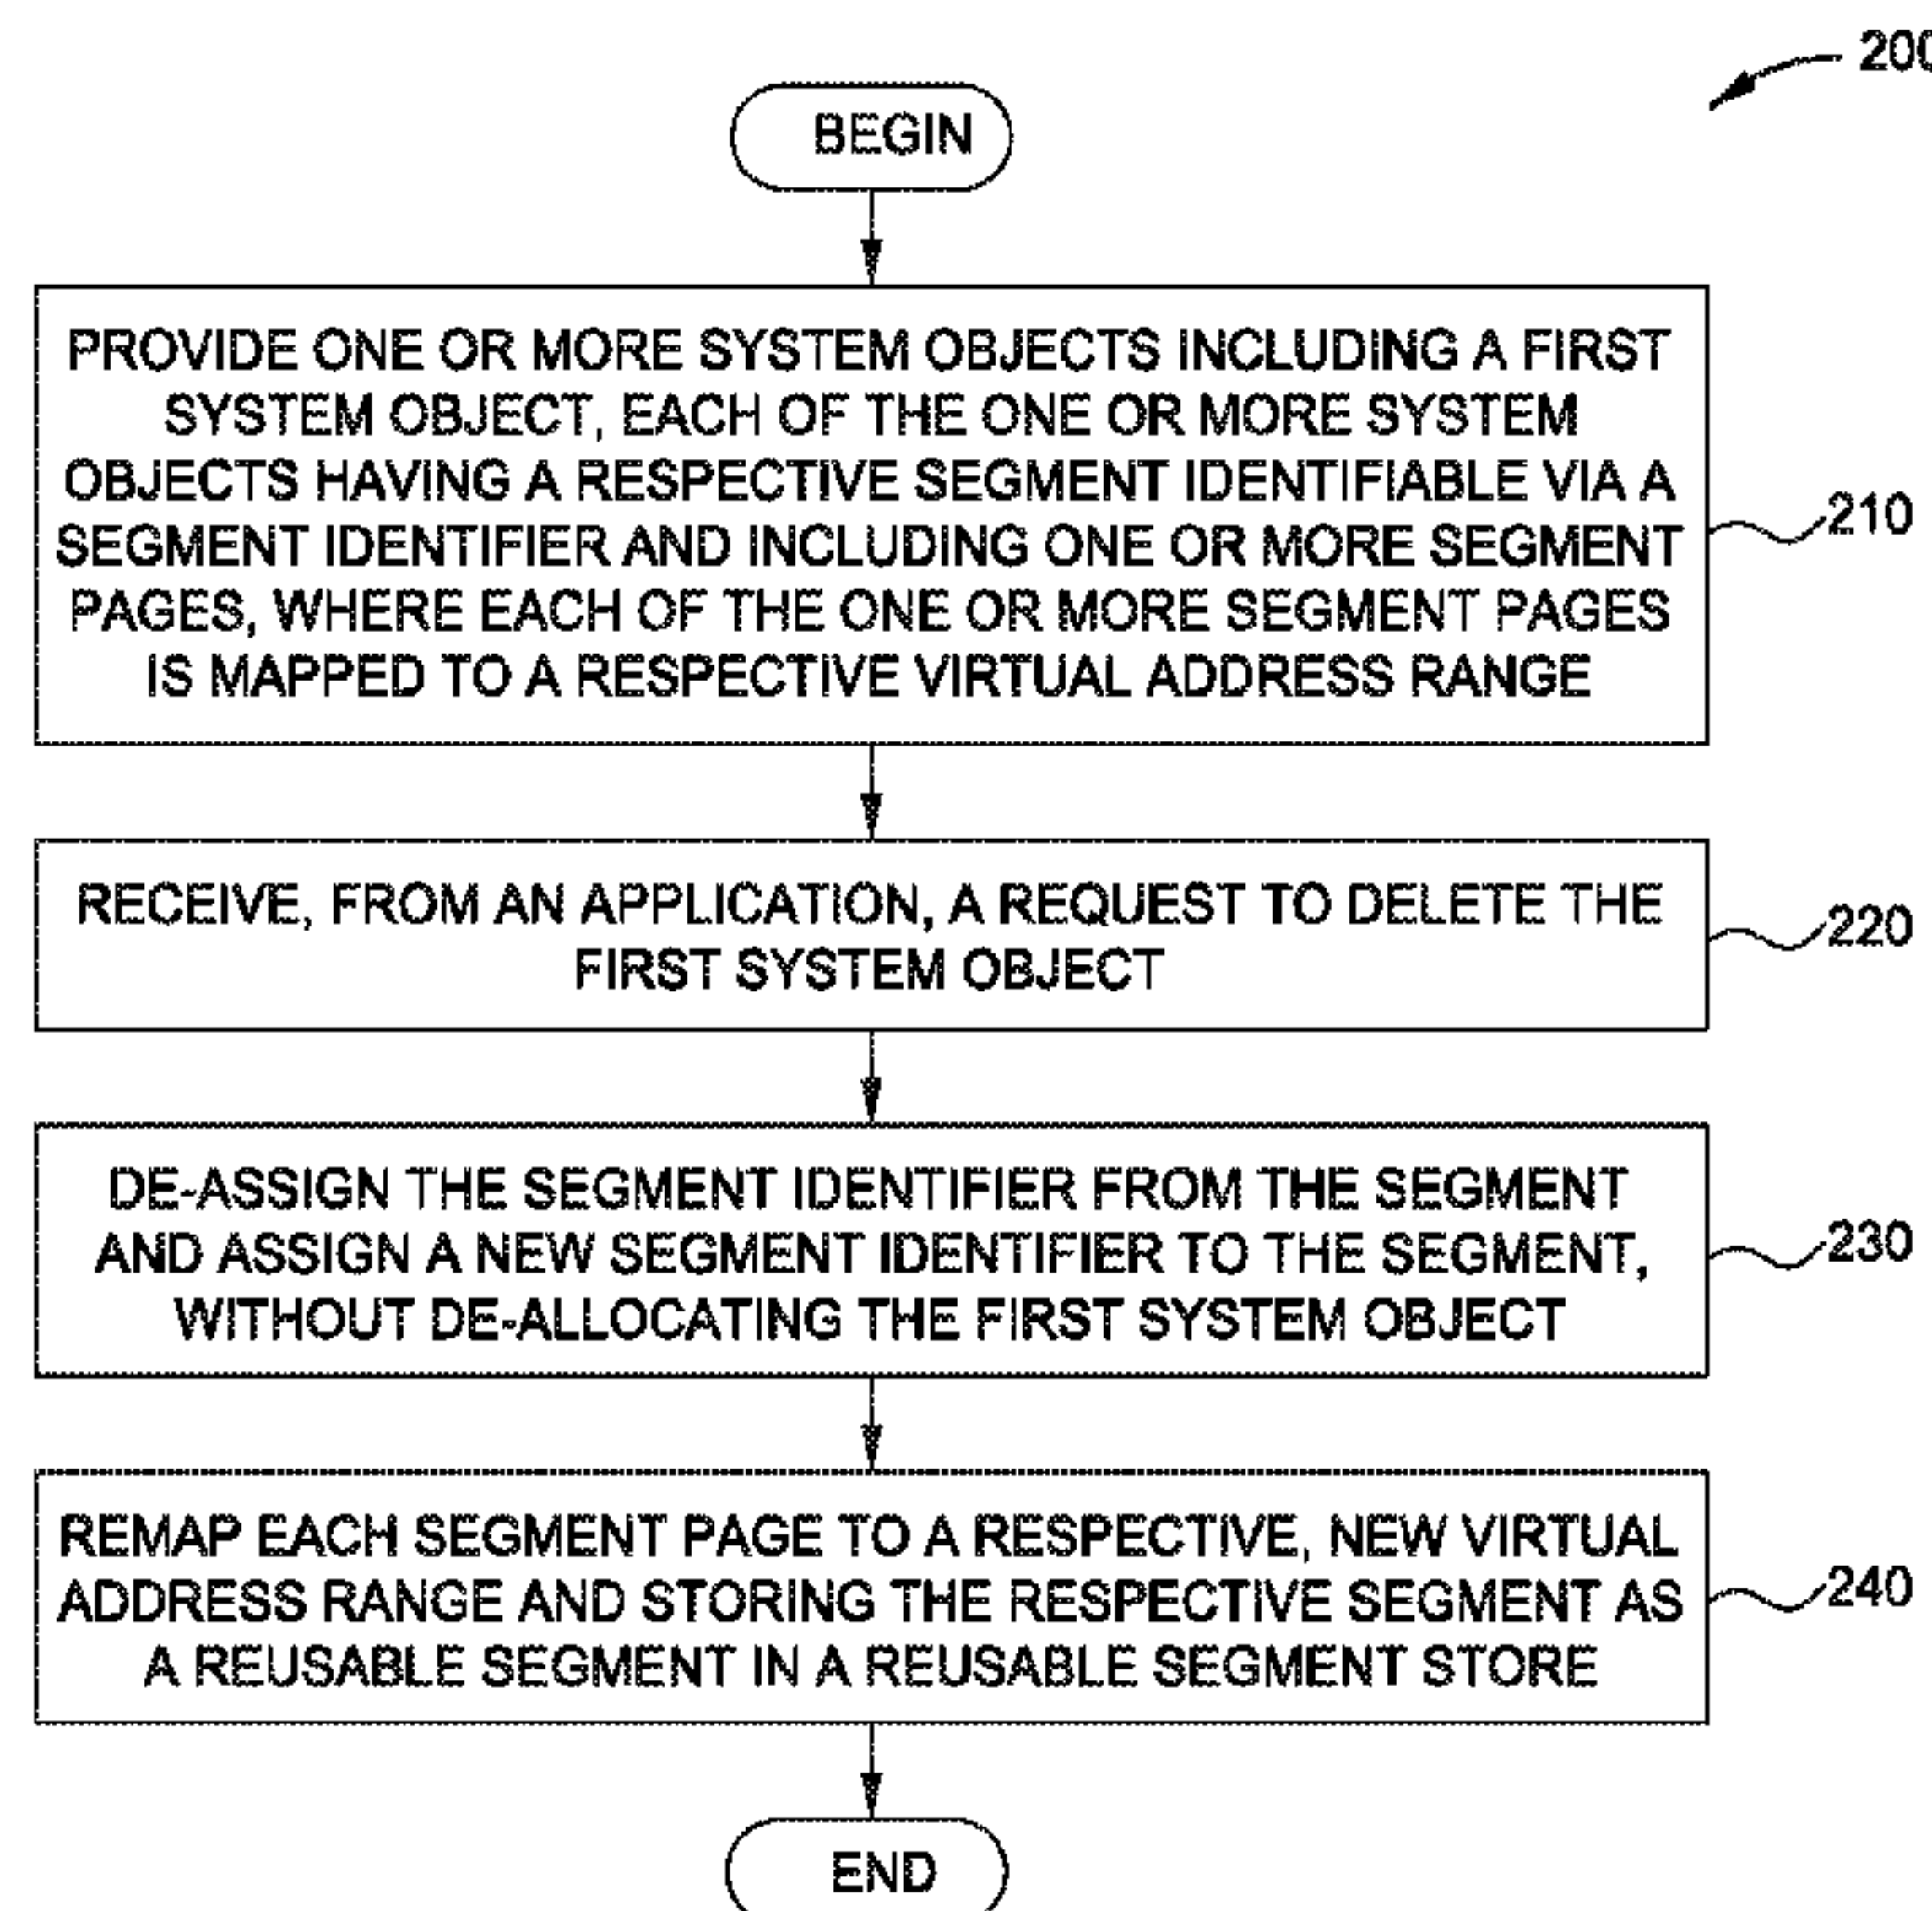 200
BEGIN
PROVIDE ONE OR MORE SYSTEM OBJECTS INCLUDING A FIRST
SYSTEM OBJECT, EACH OF THE ONE OR MORE SYSTEM
OBJECTS HAVING A RESPECTIVE SEGMENT IDENTIFIABLE VIA A
SEGMENT IDENTIFIER AND INCLUDING ONE OR MORE SEGMENT
PAGES, WHERE EACH OF THE ONE OR MORE SEGMENT PAGES
IS MAPPED TO A RESPECTIVE VIRTUAL ADDRESS RANGE
210
RECEIVE, FROM AN APPLICATION, A REQUEST TO DELETE THE
FIRST SYSTEM OBJECT
220
DE-ASSIGN THE SEGMENT IDENTIFIER FROM THE SEGMENT
AND ASSIGN A NEW SEGMENT IDENTIFIER TO THE SEGMENT,
WITHOUT DE-ALLOCATING THE FIRST SYSTEM OBJECT
230
REMAP EACH SEGMENT PAGE TO A RESPECTIVE, NEW VIRTUAL
ADDRESS RANGE AND STORING THE RESPECTIVE SEGMENT AS
A REUSABLE SEGMENT IN A REUSABLE SEGMENT STORE
240
END